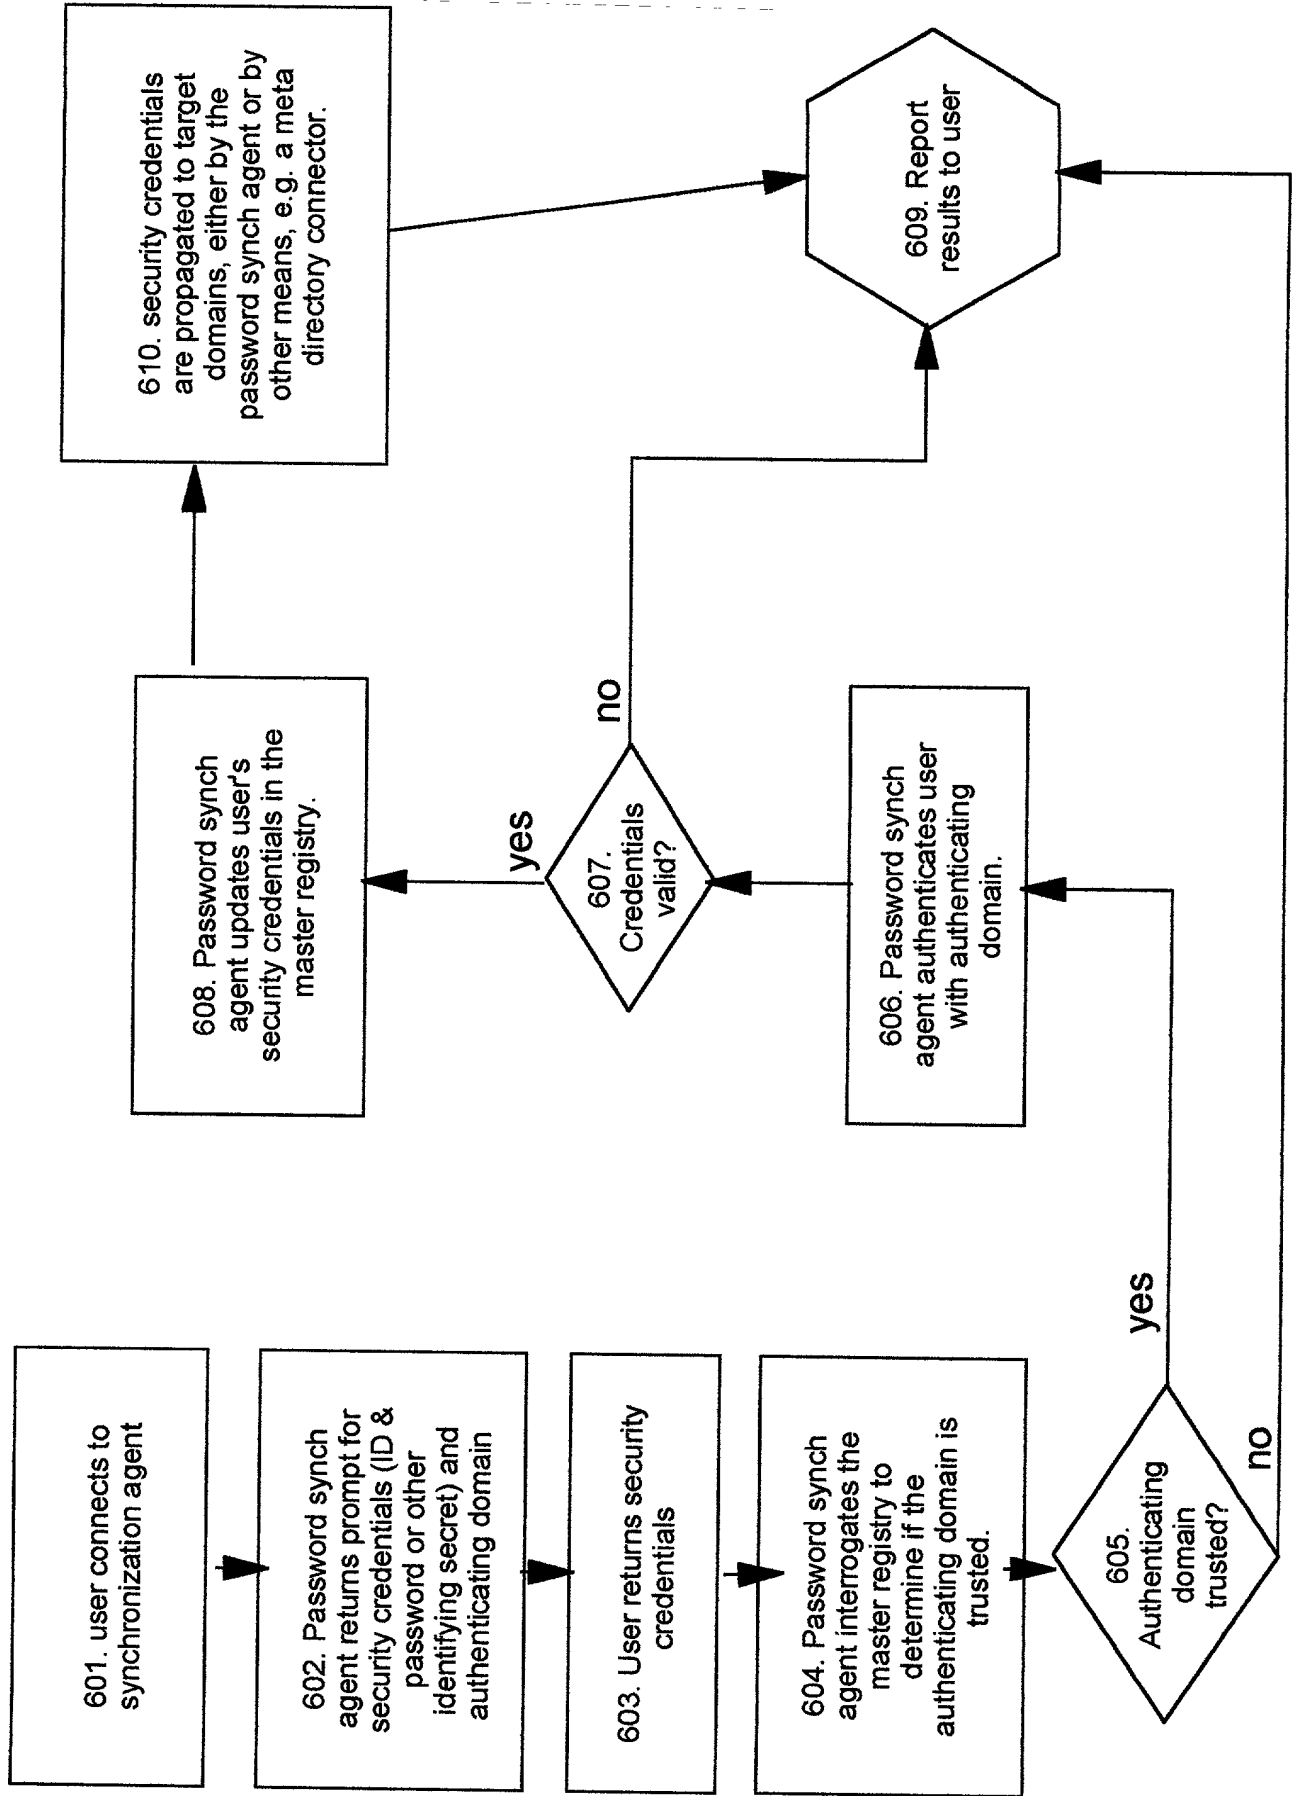 601. user connects to
synchronization agent
602. Password synch
agent returns prompt for
security credentials (ID &
password or other
identifying secret) and
authenticating domain
603. User returns security
credentials
604. Password synch
agent interrogates the
master registry to
determine if the
authenticating domain is
trusted.
605.
Authenticating
domain
trusted?
yes
no
606. Password synch
agent authenticates user
with authenticating
domain.
607.
Credentials
valid?
yes
no
608. Password synch
agent updates user's
security credentials in the
master registry.
610. security credentials
are propagated to target
domains, either by the
password synch agent or by
other means, e.g. a meta
directory connector.
609. Report
results to user